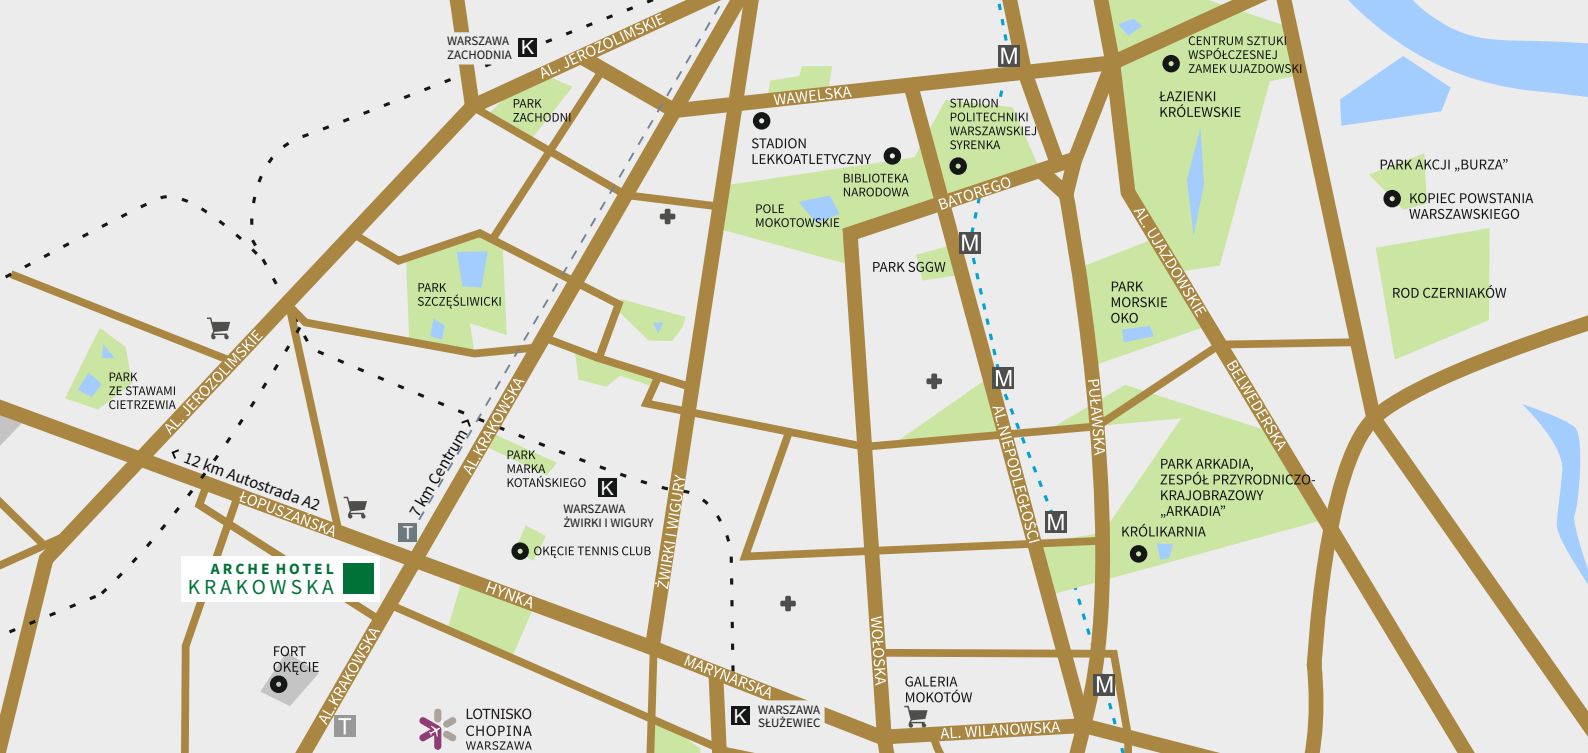 WARSZAWA
ZACHODNIA
K
AL. JEROZOLIMSKIE
PARK
ZACHODNI
WAWELSKA
M
STADION
LEKKOATLETYCZNY
BIBLIOTEKA
NARODOWA
STADION
POLITECHNIKI
WARSZAWSKIEJ
SYRENKA
CENTRUM SZTUKI
WSPÓŁCZESNEJ
ZAMEK UJAZDOWSKI
ŁAZIENKI
KRÓLEWSKIE
PARK AKCJI „BURZA”
KOPIEC POWSTANIA
WARSZAWSKIEGO
POLE
MOKOTOWSKIE
BATOREGO
M
AL. UJAZDOWSKIE
PARK SGGW
PARK
SZCZĘŚLIWICKI
PARK
MORSKIE
OKO
ROD CZERNIAKÓW
AL. JEROZOLIMSKIE
PARK
ZE STAWAMI
CIETRZEWIA
M
AL.NIEPODLEGŁOŚCI
PUŁAWSKA
BELWEDERSKA
AL.KRAKOWSKA
7 km Centrum >
< 12 km Autostrada A2
ŁOPUSZAŃSKA
PARK
MARKA
KOTAŃSKIEGO
K
WARSZAWA
ŻWIRKI I WIGURY
ŻWIRKI I WIGURY
PARK ARKADIA,
ZESPÓŁ PRZYRODNICZO-
KRAJOBRAZOWY
„ARKADIA”
KRÓLIKARNIA
M
T
OKĘCIE TENNIS CLUB
ARCHE HOTEL
KRAKOWSKA
HYNKA
FORT
OKĘCIE
AL.KRAKOWSKA
T
LOTNISKO
CHOPINA
WARSZAWA
MARYNARSKA
WOŁOSKA
K
WARSZAWA
SŁUŻEWIEC
GALERIA
MOKOTÓW
M
AL. WILANOWSKA